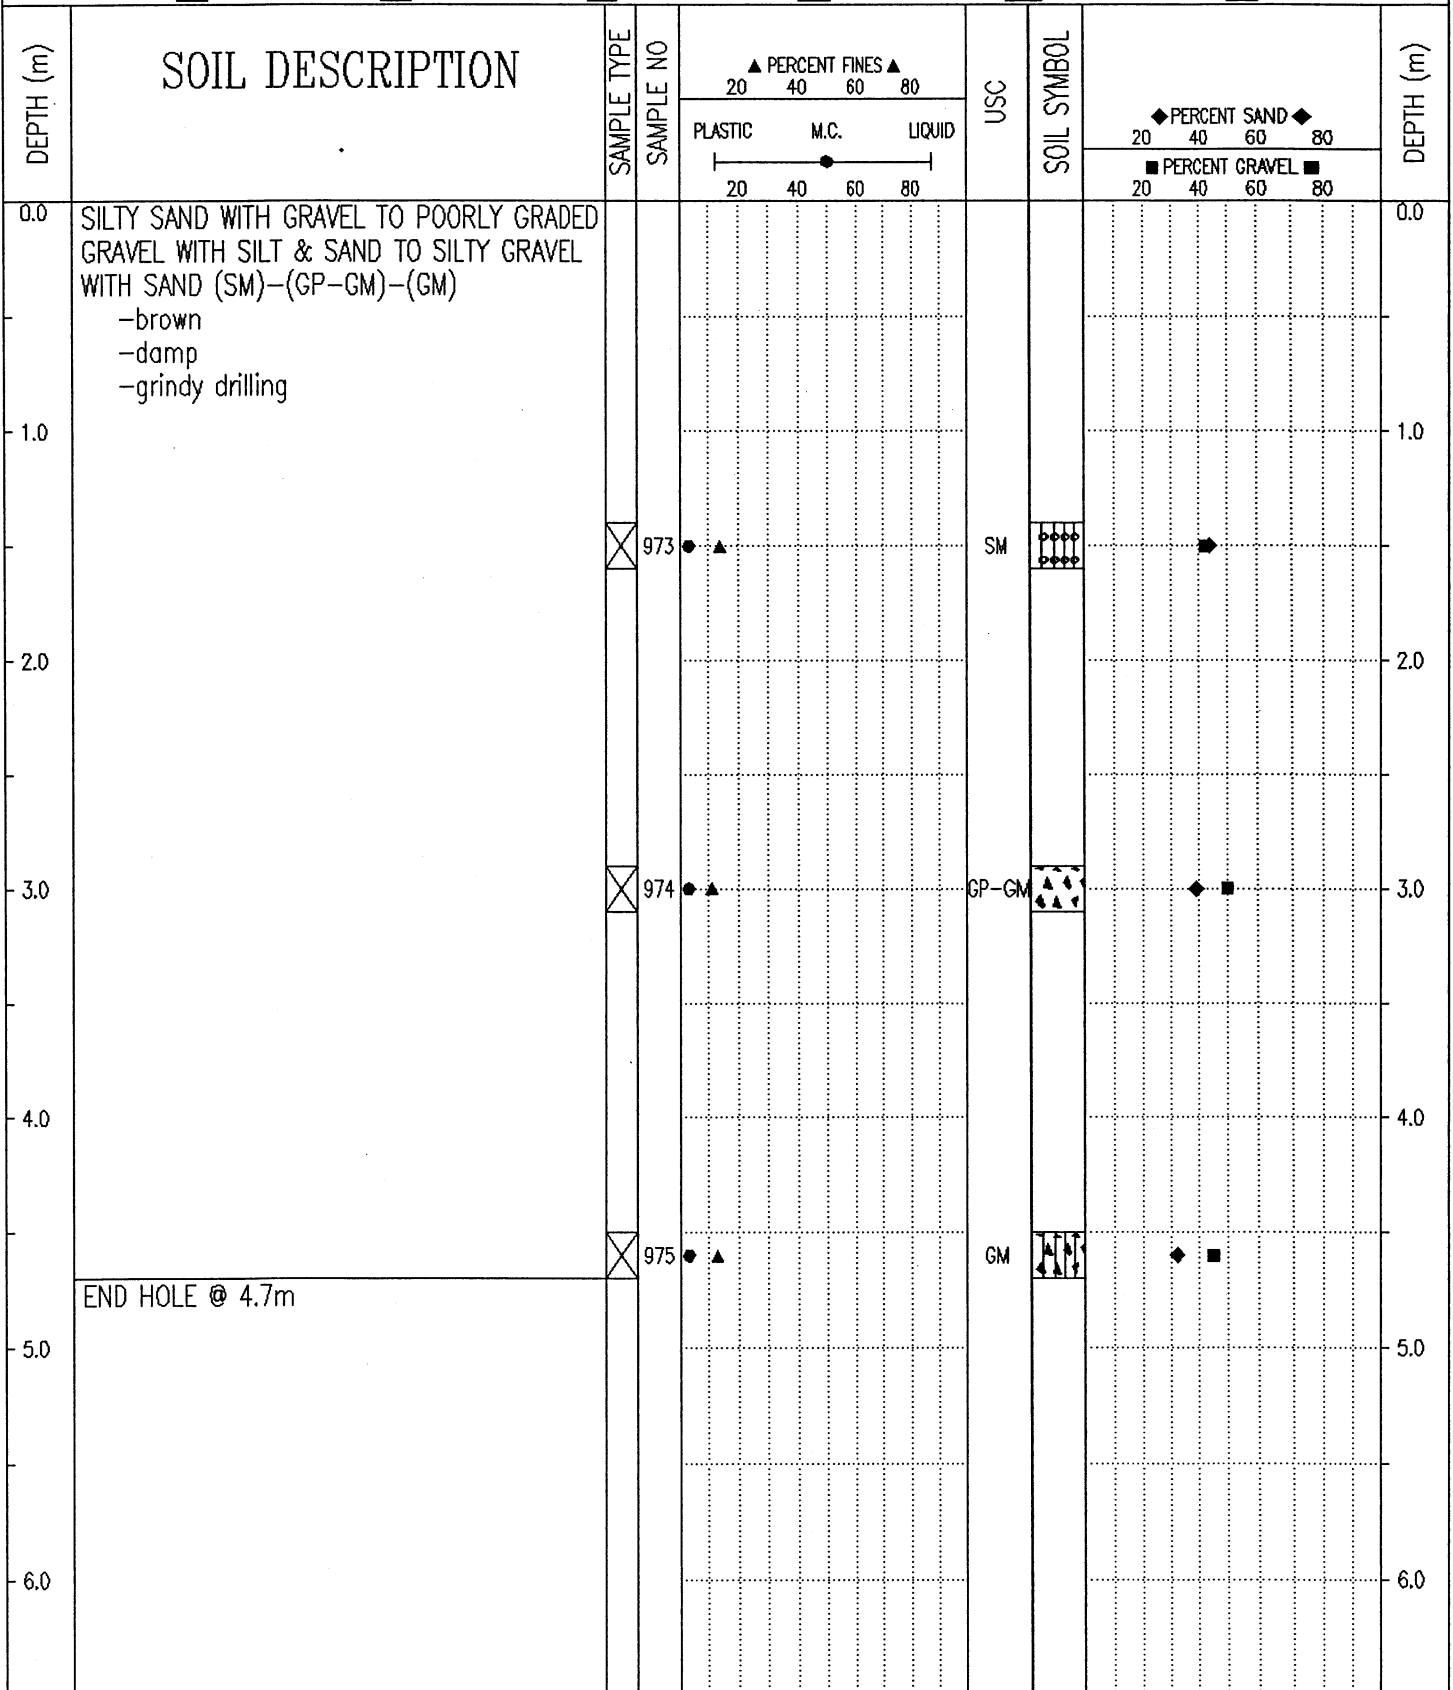 DEPTH (m)
SOIL DESCRIPTION
SAMPLE TYPE
SAMPLE NO
▲ PERCENT FINES ▲
20 40 60 80
PLASTIC M.C. LIQUID
20 40 60 80
USC
SOIL SYMBOL
◆PERCENT SAND◆
20 40 60 80
■ PERCENT GRAVEL ■
20 40 60 80
DEPTH (m)
0.0
SILTY SAND WITH GRAVEL TO POORLY GRADED
GRAVEL WITH SILT & SAND TO SILTY GRAVEL
WITH SAND (SM)-(GP-GM)-(GM)
-brown
-damp
-grindy drilling
0.0
1.0 1.0
973 SM
2.0 2.0
3.0 974 GP-GM 3.0
4.0 4.0
975 GM
END HOLE @ 4.7m
5.0 5.0
6.0 6.0